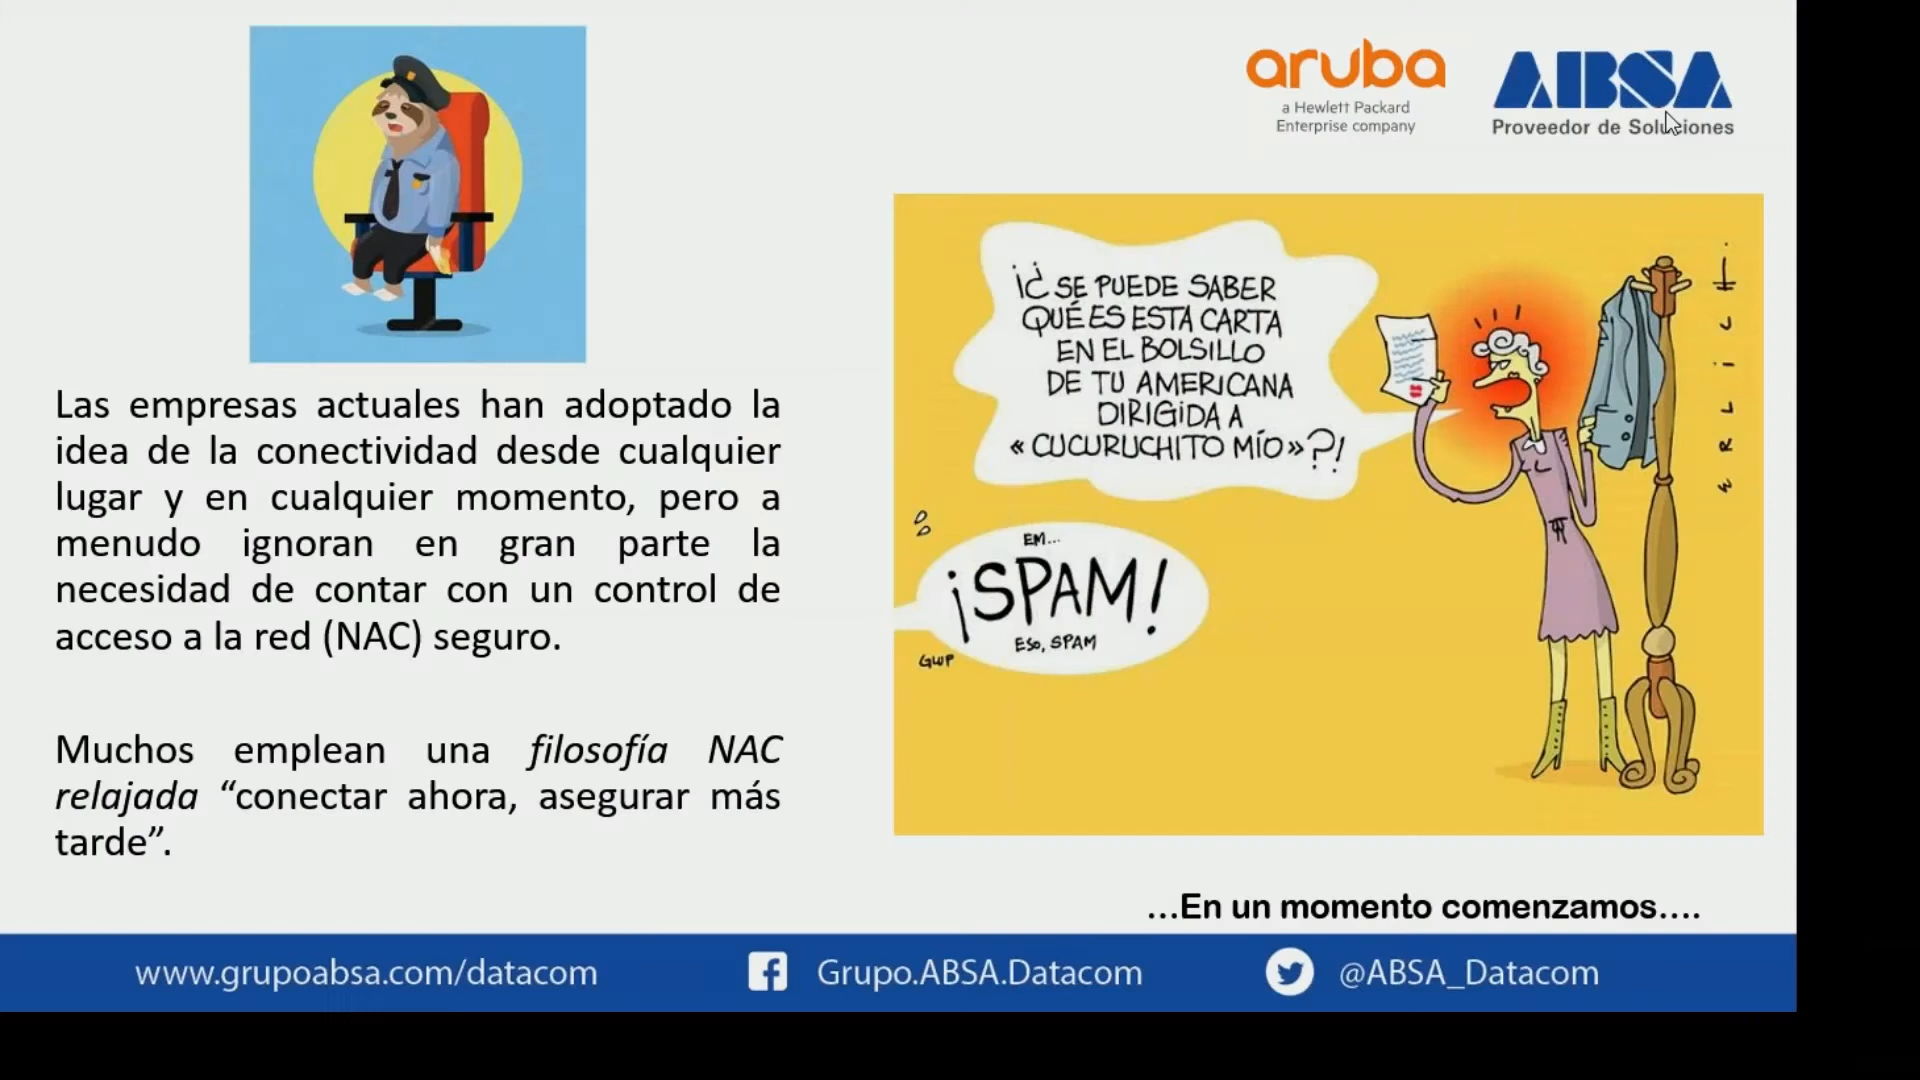 aruba
a Hewlett Packard
Enterprise company
ABSA
Proveedor de Soluciones
Las empresas actuales han adoptado la
idea de la conectividad desde cualquier
lugar y en cualquier momento, pero a
menudo ignoran en gran parte la
necesidad de contar con un control de
acceso a la red (NAC) seguro.
Muchos emplean una filosofía NAC
relajada “conectar ahora, asegurar más
tarde”.
¡¿SE PUEDE SABER
QUÉ ES ESTA CARTA
EN EL BOLSILLO
DE TU AMERICANA
DIRIGIDA A
«CUCURUCHITO MÍO»?!
EM...
¡SPAM!
ESO, SPAM
GLUP
ERLICH.
...En un momento comenzamos....
www.grupoabsa.com/datacom
Grupo.ABSA.Datacom
@ABSA_Datacom